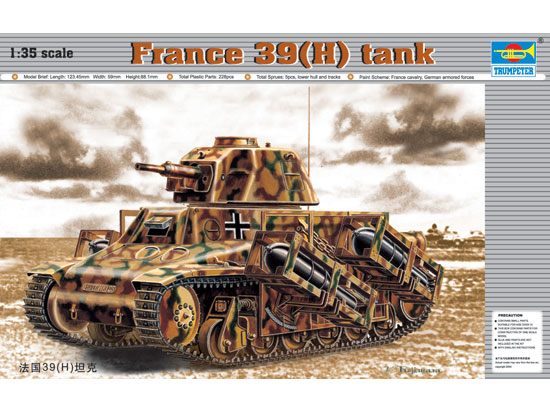 1:35 scale
France 39(H) tank
TRUMPETER
Model Brief: Length: 123.45mm Width: 59mm Height:86.1mm
Total Plastic Parts: 228pcs
Total Sprues: 5pcs, lower hull and tracks
Paint Scheme: France cavalry, German armored forces
PRECAUTION
法国39(H)坦克